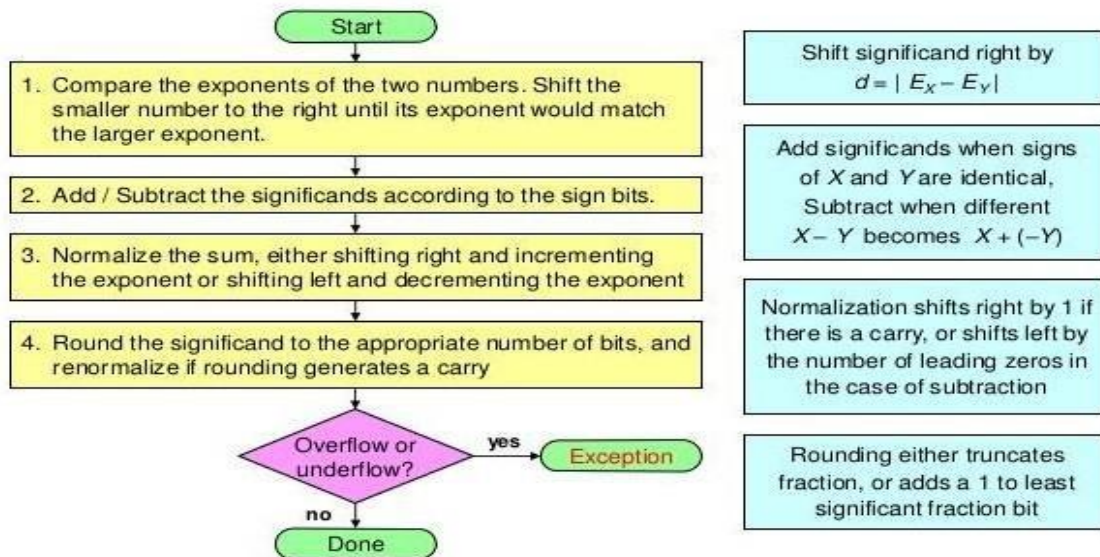 Start
1. Compare the exponents of the two numbers. Shift the
smaller number to the right until its exponent would match
the larger exponent.
2. Add / Subtract the significands according to the sign bits.
3. Normalize the sum, either shifting right and incrementing
the exponent or shifting left and decrementing the exponent
4. Round the significand to the appropriate number of bits, and
renormalize if rounding generates a carry
Overflow or
underflow?
yes
Exception
no
Done
Shift significand right by
d = | E_X – E_Y |
Add significands when signs
of X and Y are identical,
Subtract when different
X – Y becomes X + (–Y)
Normalization shifts right by 1 if
there is a carry, or shifts left by
the number of leading zeros in
the case of subtraction
Rounding either truncates
fraction, or adds a 1 to least
significant fraction bit